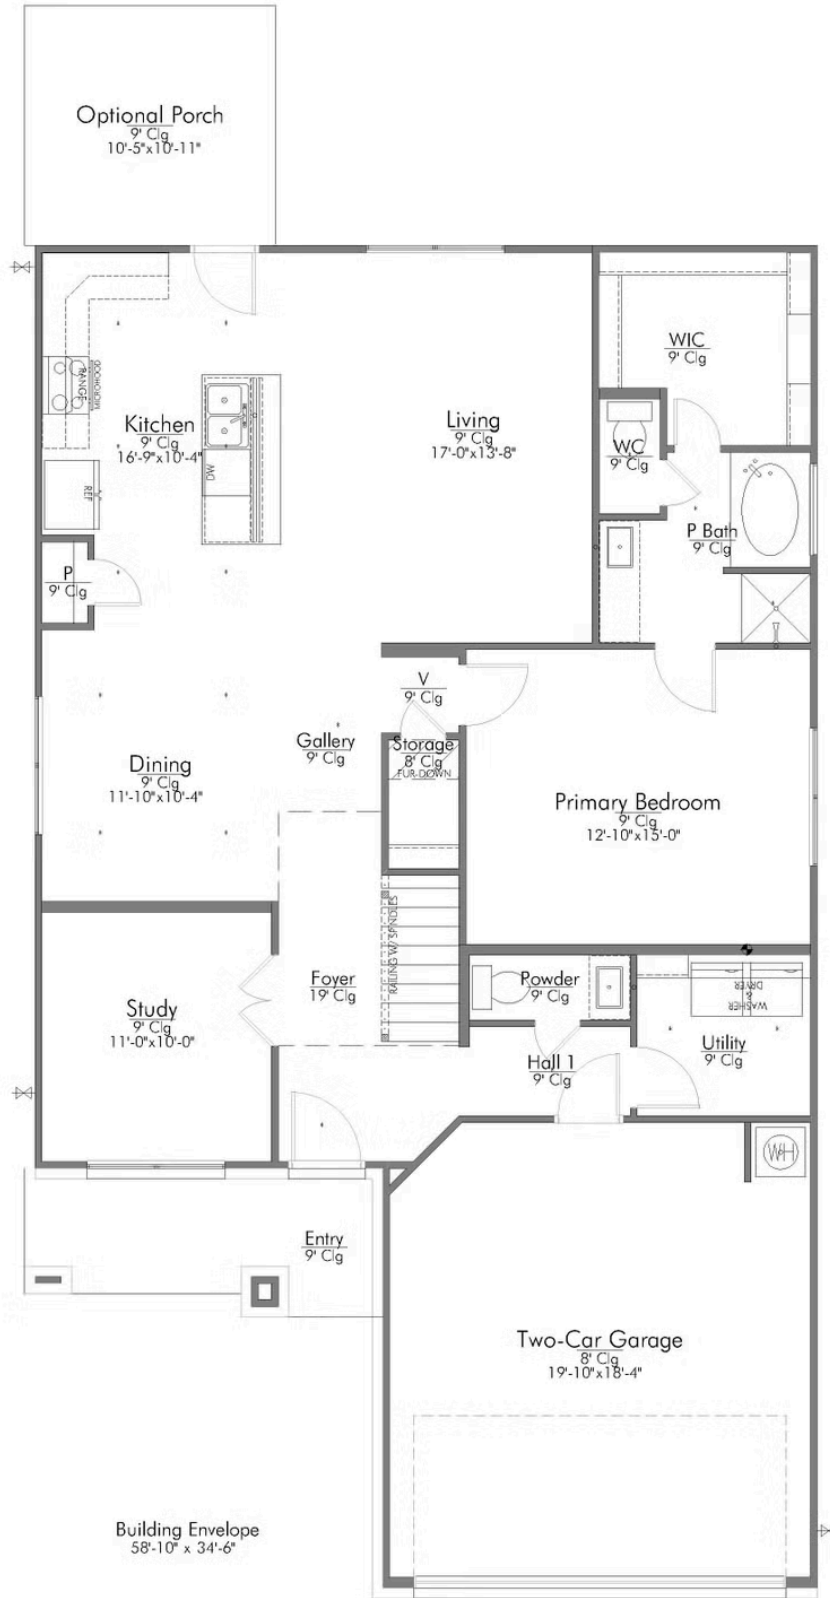 Optional Porch
9' Clg
10'-5"x10'-11"
WIC
9' Clg
RANGE
Kitchen
9' Clg
16'-9"x10'-4"
DW
REF
Living
9' Clg
17'-0"x13'-8"
WC
9' Clg
P Bath
9' Clg
P
9' Clg
V
9' Clg
Gallery
9' Clg
Storage
8' Clg
FUR-DOWN
Dining
9' Clg
11'-10"x10'-4"
Primary Bedroom
9' Clg
12'-10"x15'-0"
RAILING W/ SPINDLES
Foyer
19' Clg
Powder
9' Clg
WASHER
&
DRYER
Study
9' Clg
11'-0"x10'-0"
Utility
9' Clg
Hall 1
9' Clg
WH
Entry
9' Clg
Two-Car Garage
8' Clg
19'-10"x18'-4"
Building Envelope
58'-10" x 34'-6"